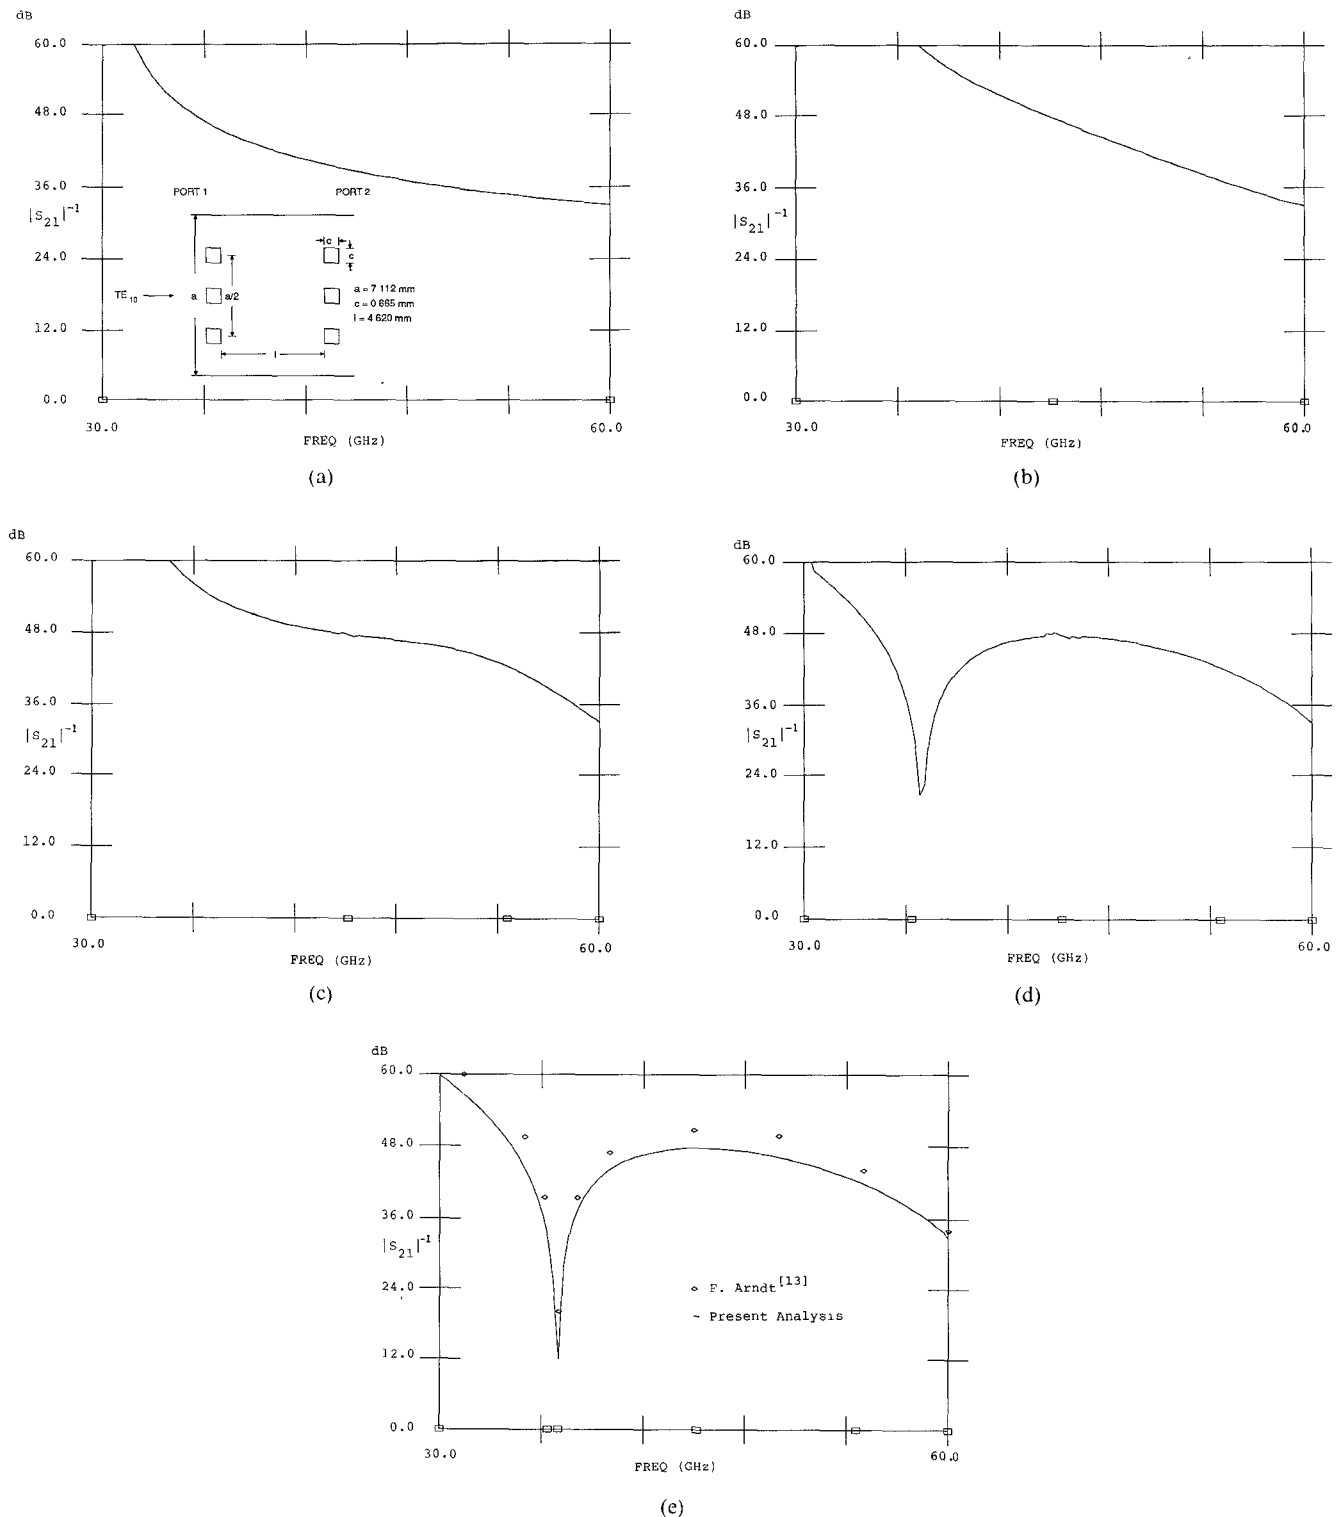 dB
60.0
48.0
36.0
|S21|-1
24.0
12.0
0.0
30.0
60.0
FREQ (GHz)
PORT 1
PORT 2
TE10
a
a/2
c
c
l
a = 7 112 mm
c = 0 665 mm
l = 4 620 mm
(a)
dB
60.0
48.0
36.0
|S21|-1
24.0
12.0
0.0
30.0
60.0
FREQ (GHz)
(b)
dB
60.0
48.0
36.0
|S21|-1
24.0
12.0
0.0
30.0
60.0
FREQ (GHz)
(c)
dB
60.0
48.0
36.0
|S21|-1
24.0
12.0
0.0
30.0
60.0
FREQ (GHz)
(d)
dB
60.0
48.0
36.0
|S21|-1
24.0
12.0
0.0
30.0
60.0
FREQ (GHz)
F. Arndt[13]
- Present Analysis
(e)